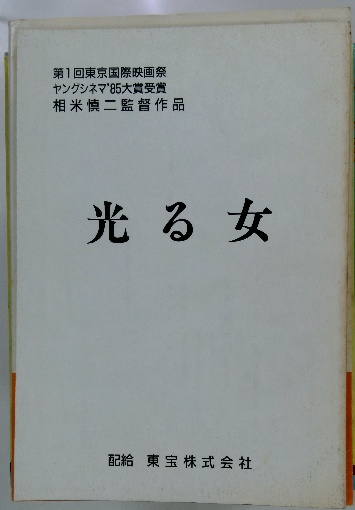 第1回東京国際映画祭
ヤングシネマ'85大賞受賞
相米慎二監督作品
光る女
配給 東宝株式会社